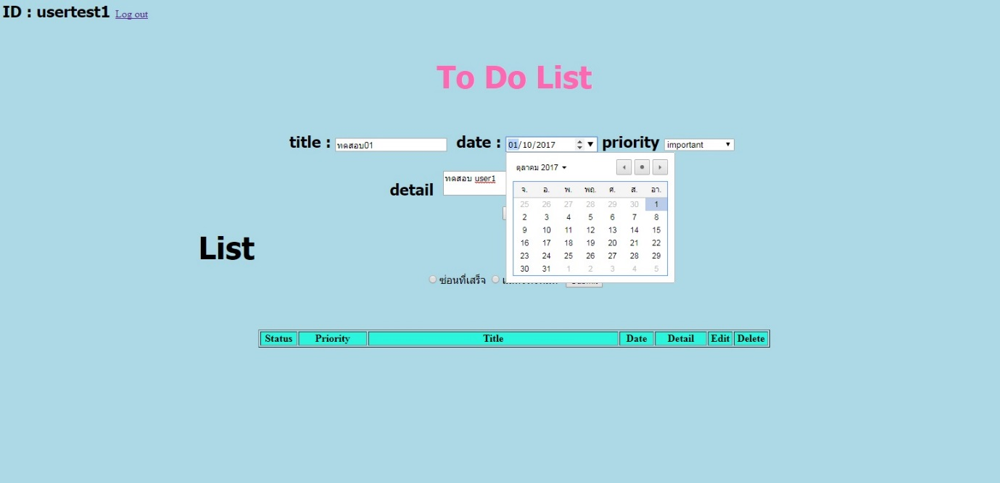 ID : usertest1 Log out
To Do List
title : ทดสอบ01 date : 01/10/2017 priority important
ตุลาคม 2017
detail ทดสอบ user1
จ. อ. พ. พฤ. ศ. ส. อา.
25 26 27 28 29 30 1
2 3 4 5 6 7 8
9 10 11 12 13 14 15
16 17 18 19 20 21 22
23 24 25 26 27 28 29
30 31 1 2 3 4 5
List
ซ่อนที่เสร็จ
Status Priority Title Date Detail Edit Delete